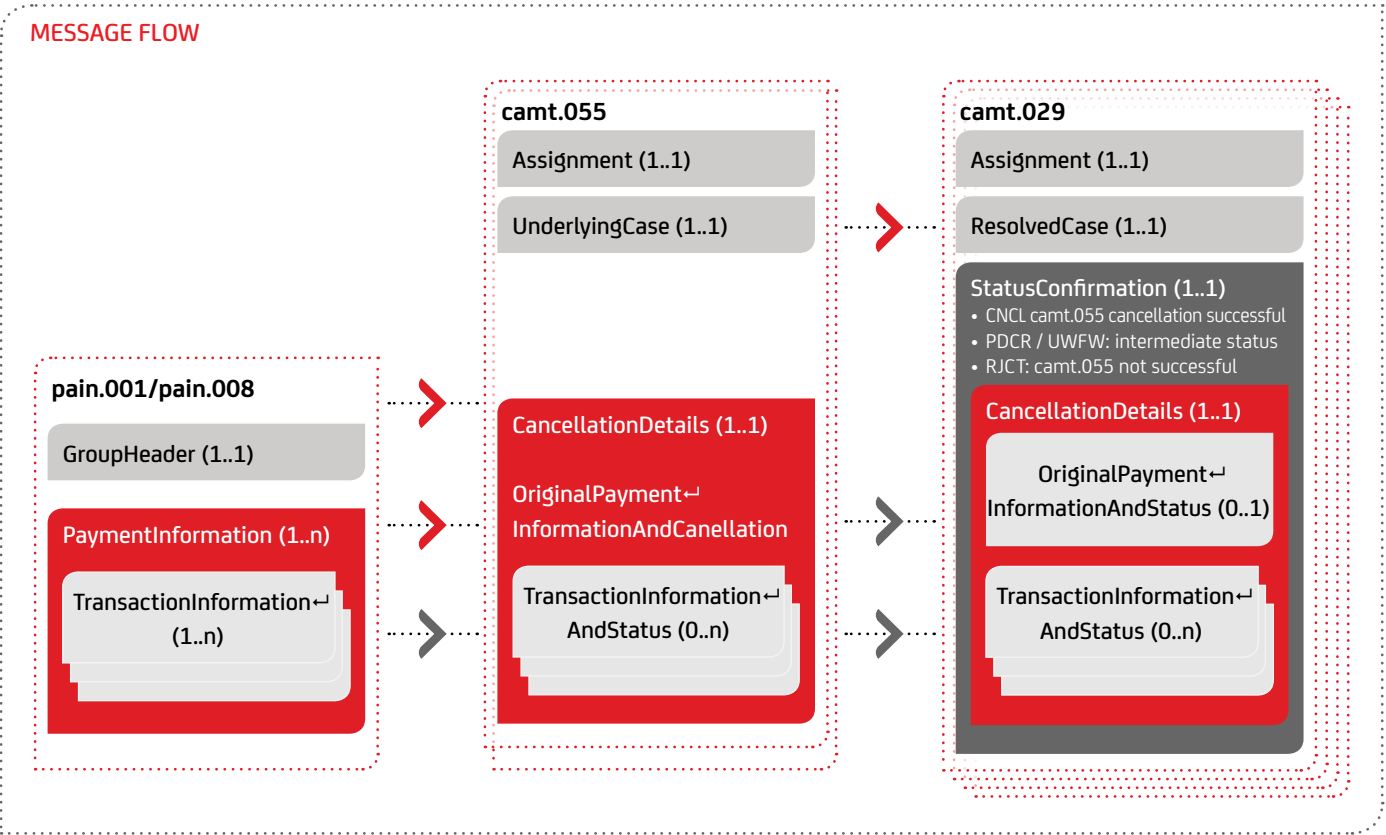 MESSAGE FLOW
pain.001/pain.008
GroupHeader (1..1)
PaymentInformation (1..n)
TransactionInformation↵
(1..n)
camt.055
Assignment (1..1)
UnderlyingCase (1..1)
CancellationDetails (1..1)
OriginalPayment↵
InformationAndCanellation
TransactionInformation↵
AndStatus (0..n)
camt.029
Assignment (1..1)
ResolvedCase (1..1)
StatusConfirmation (1..1)
• CNCL camt.055 cancellation successful
• PDCR / UWFW: intermediate status
• RJCT: camt.055 not successful
CancellationDetails (1..1)
OriginalPayment↵
InformationAndStatus (0..1)
TransactionInformation↵
AndStatus (0..n)